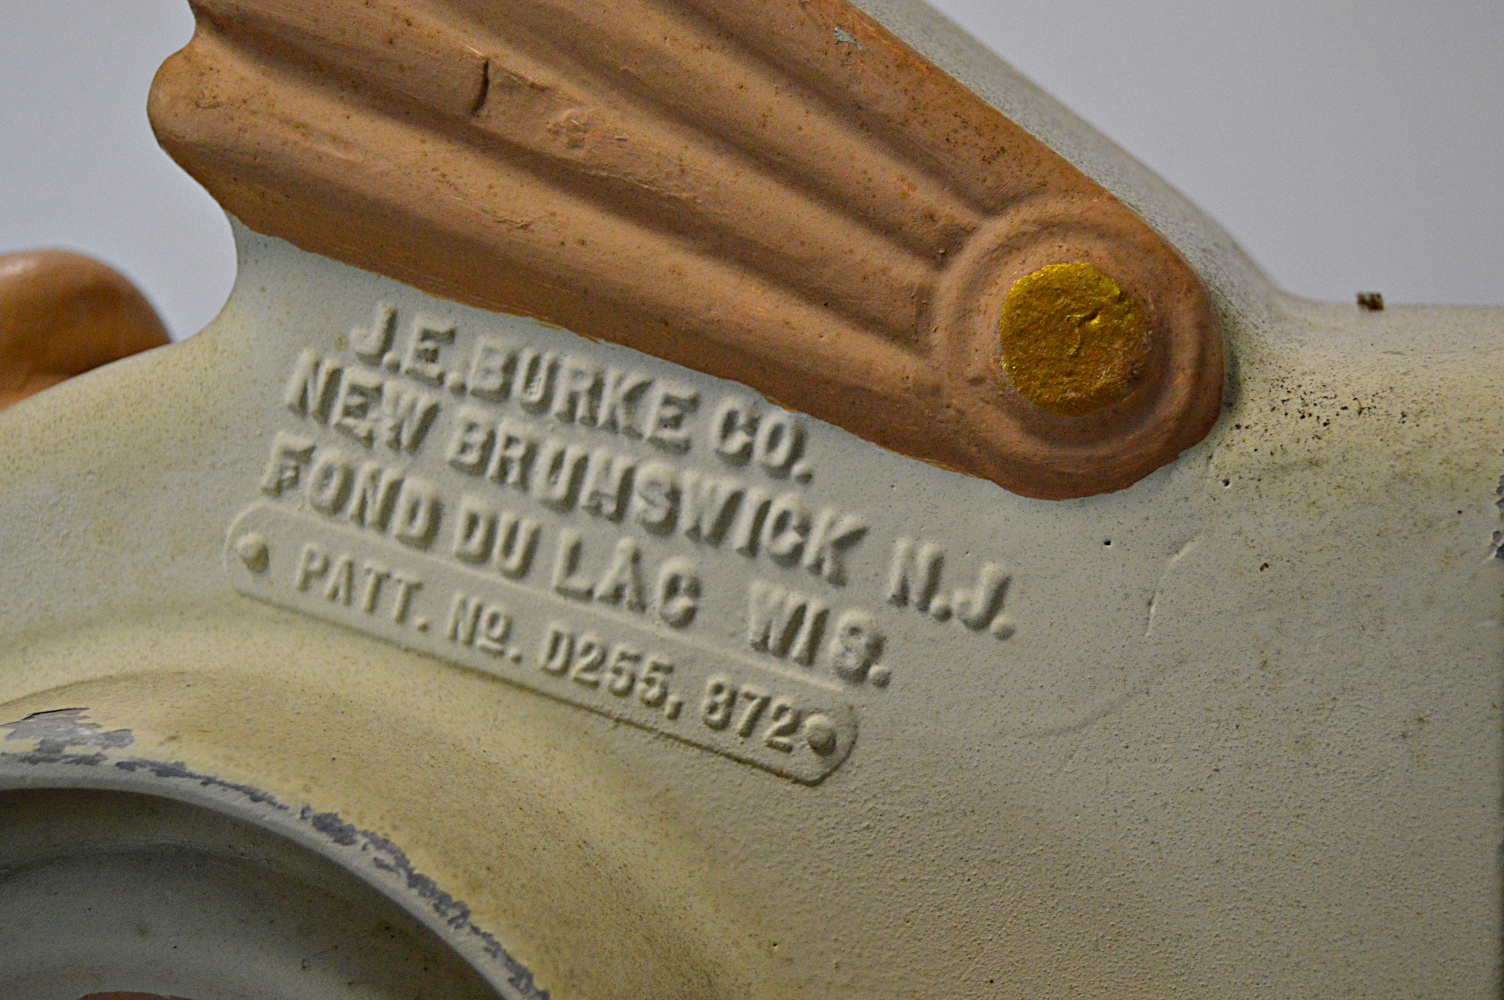 J.E.BURKE CO.
NEW BRUNSWICK N.J.
FOND DU LAC WIS.
PATT. Nº. D255,872